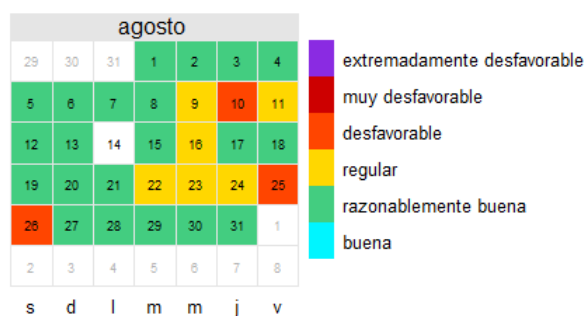 agosto
29 30 31 1 2 3 4
5 6 7 8 9 10 11
12 13 14 15 16 17 18
19 20 21 22 23 24 25
26 27 28 29 30 31 1
2 3 4 5 6 7 8
s d l m m j v
extremadamente desfavorable
muy desfavorable
desfavorable
regular
razonablemente buena
buena